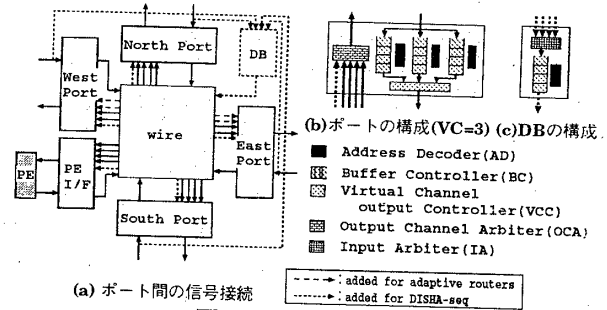 North Port
DB
West
Port
wire
East
Port
PE
PE
I/F
South Port
(a) ポート間の信号接続
(b)ポートの構成(VC=3) (c)DBの構成
Address Decoder(AD)
Buffer Controller(BC)
Virtual Channel
output Controller(VCC)
Output Channel Arbiter(OCA)
Input Arbiter(IA)
: added for adaptive routers
: added for DISHA-seq